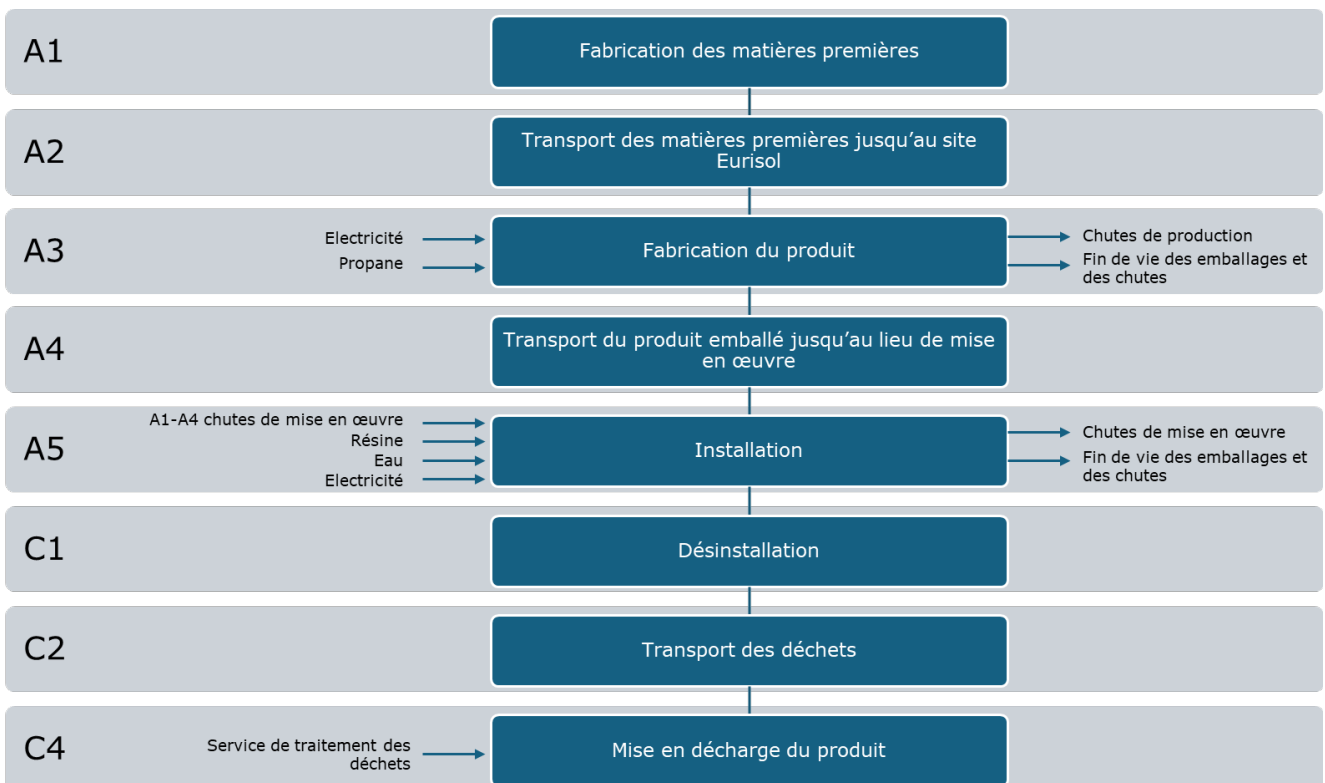 A1
Fabrication des matières premières
A2
Transport des matières premières jusqu'au site
Eurisol
A3
Electricité
Propane
Fabrication du produit
Chutes de production
Fin de vie des emballages et
des chutes
A4
Transport du produit emballé jusqu'au lieu de mise
en œuvre
A5
A1-A4 chutes de mise en œuvre
Résine
Eau
Electricité
Installation
Chutes de mise en œuvre
Fin de vie des emballages et
des chutes
C1
Désinstallation
C2
Transport des déchets
C4
Service de traitement des
déchets
Mise en décharge du produit